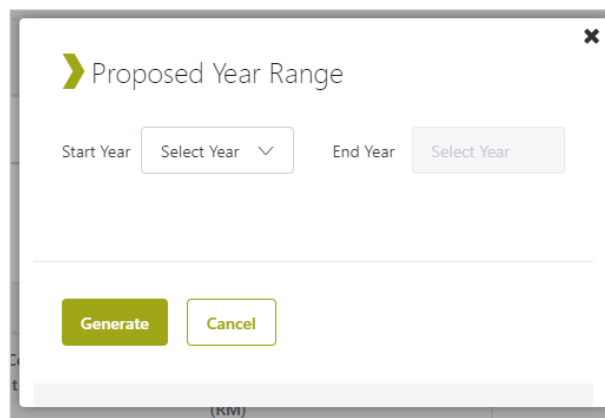 Proposed Year Range
Start Year Select Year End Year Select Year
Generate Cancel
(RM)